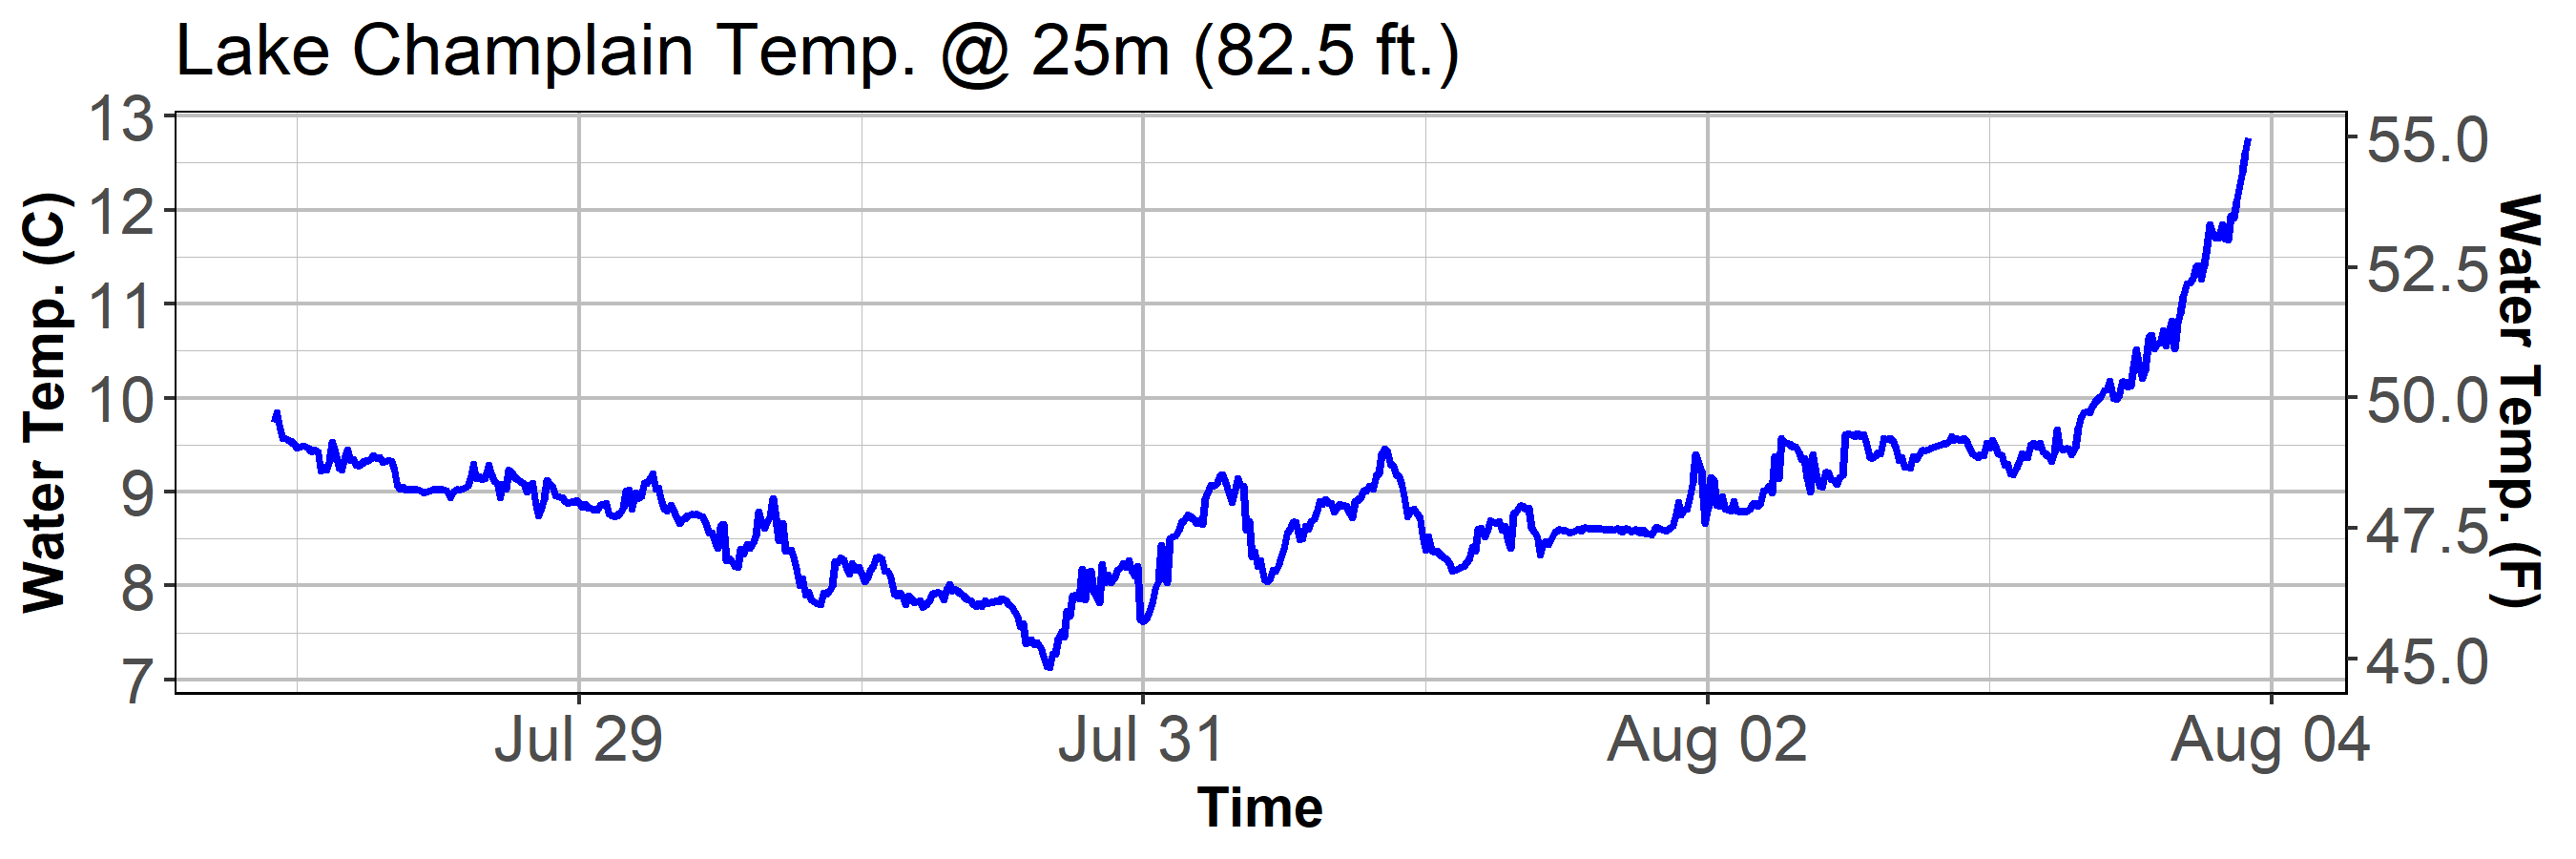 Lake Champlain Temp. @ 25m (82.5 ft.)
Water Temp. (C)
13
12
11
10
9
8
7
55.0
52.5
50.0
47.5
45.0
Water Temp. (F)
Jul 29
Jul 31
Aug 02
Aug 04
Time